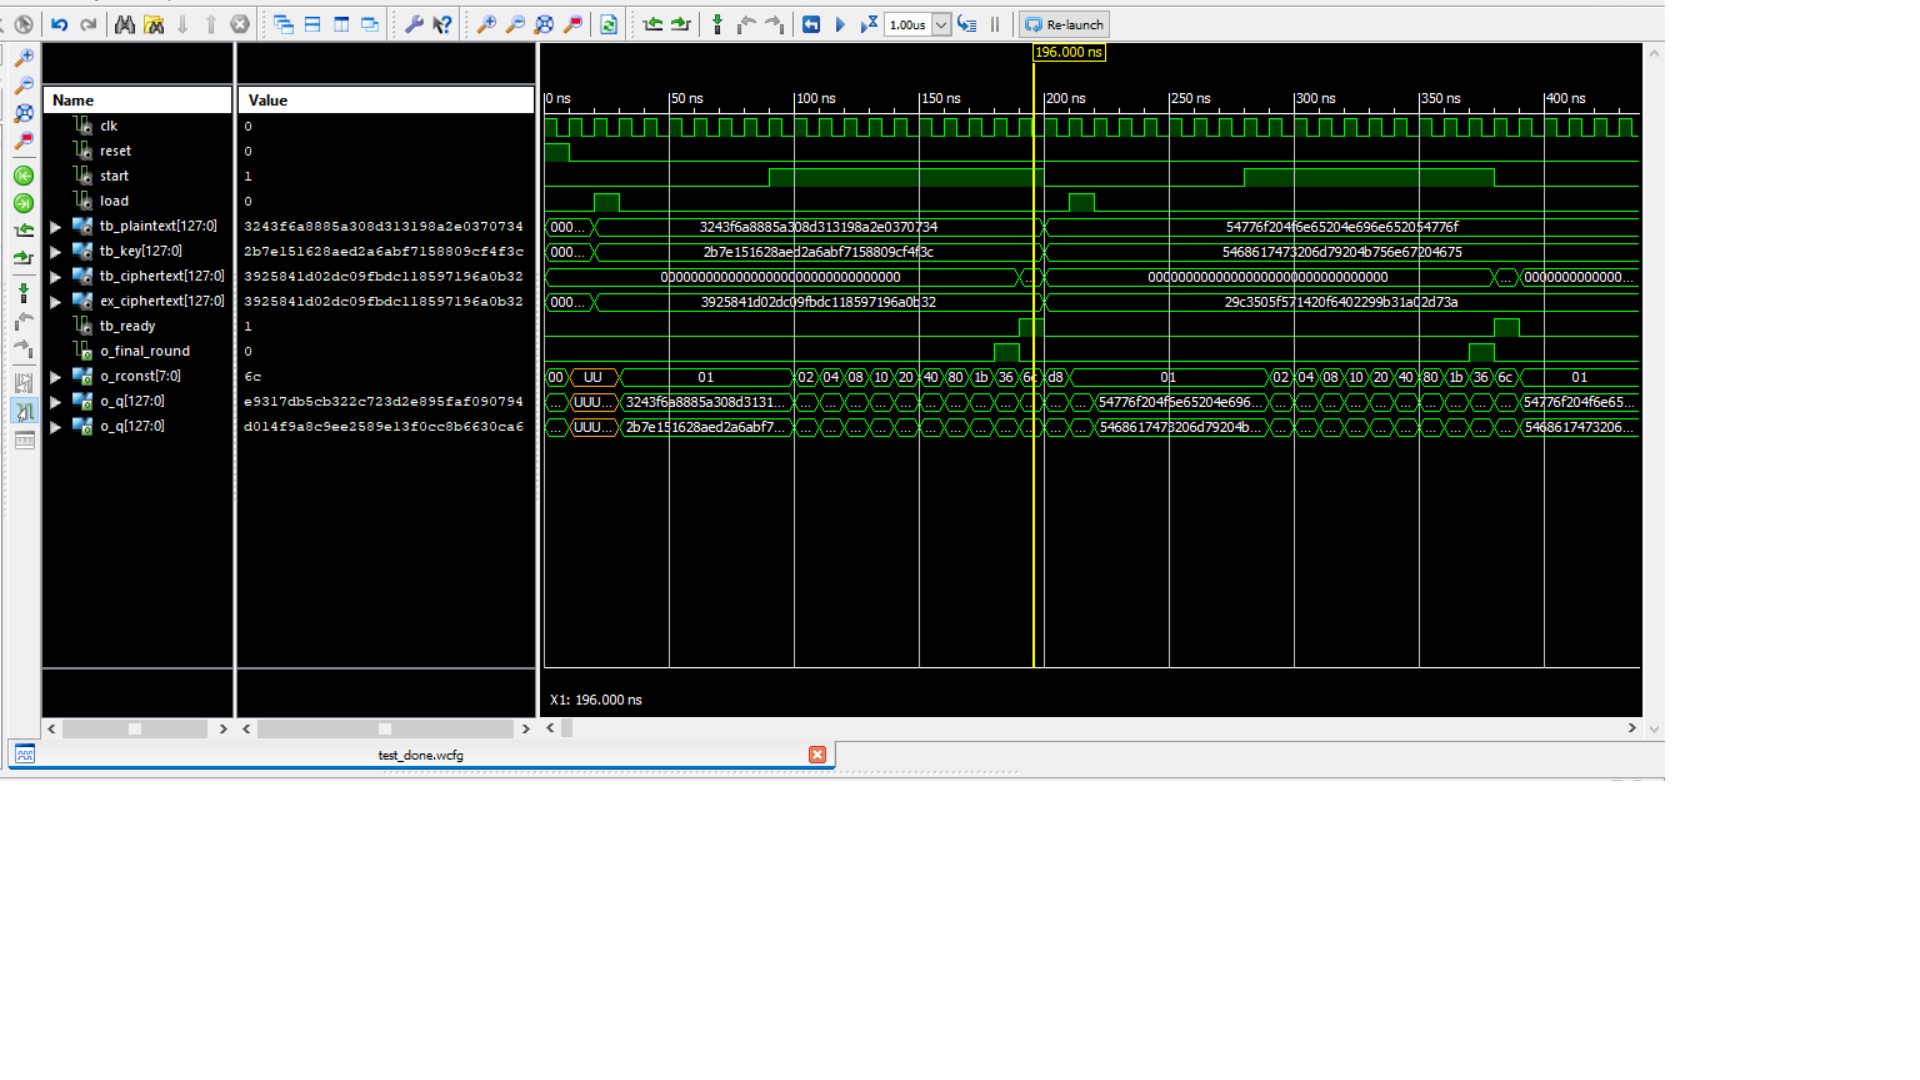 1.00us Re-launch
196.000 ns
Name Value
0 ns 50 ns 100 ns 150 ns 200 ns 250 ns 300 ns 350 ns 400 ns
clk 0
reset 0
start 1
load 0
tb_plaintext[127:0] 3243f6a8885a308d313198a2e0370734 000... 3243f6a8885a308d313198a2e0370734 54776f204f6e65204e696e652054776f
tb_key[127:0] 2b7e151628aed2a6abf7158809cf4f3c 000... 2b7e151628aed2a6abf7158809cf4f3c 5468617473206d79204b756e67204675
tb_ciphertext[127:0] 3925841d02dc09fbdc118597196a0b32 00000000000000000000000000000000 ... 00000000000000000000000000000000 ... 0000000000000...
ex_ciphertext[127:0] 3925841d02dc09fbdc118597196a0b32 000... 3925841d02dc09fbdc118597196a0b32 29c3505f571420f6402299b31a02d73a
tb_ready 1
o_final_round 0
o_rconst[7:0] 6c 00 UU 01 02 04 08 10 20 40 80 1b 36 6c d8 01 02 04 08 10 20 40 80 1b 36 6c 01
o_q[127:0] e9317db5cb322c723d2e895faf090794 ... UUU... 3243f6a8885a308d3131... ... ... ... ... ... ... ... ... ... ... ... ... 54776f204f6e65204e696... ... ... ... ... ... ... ... ... ... ... 54776f204f6e65...
o_q[127:0] d014f9a8c9ee2589e13f0cc8b6630ca6 ... UUU... 2b7e151628aed2a6abf7... ... ... ... ... ... ... ... ... ... ... ... ... 5468617473206d79204b... ... ... ... ... ... ... ... ... ... ... 5468617473206...
X1: 196.000 ns
test_done.wcfg